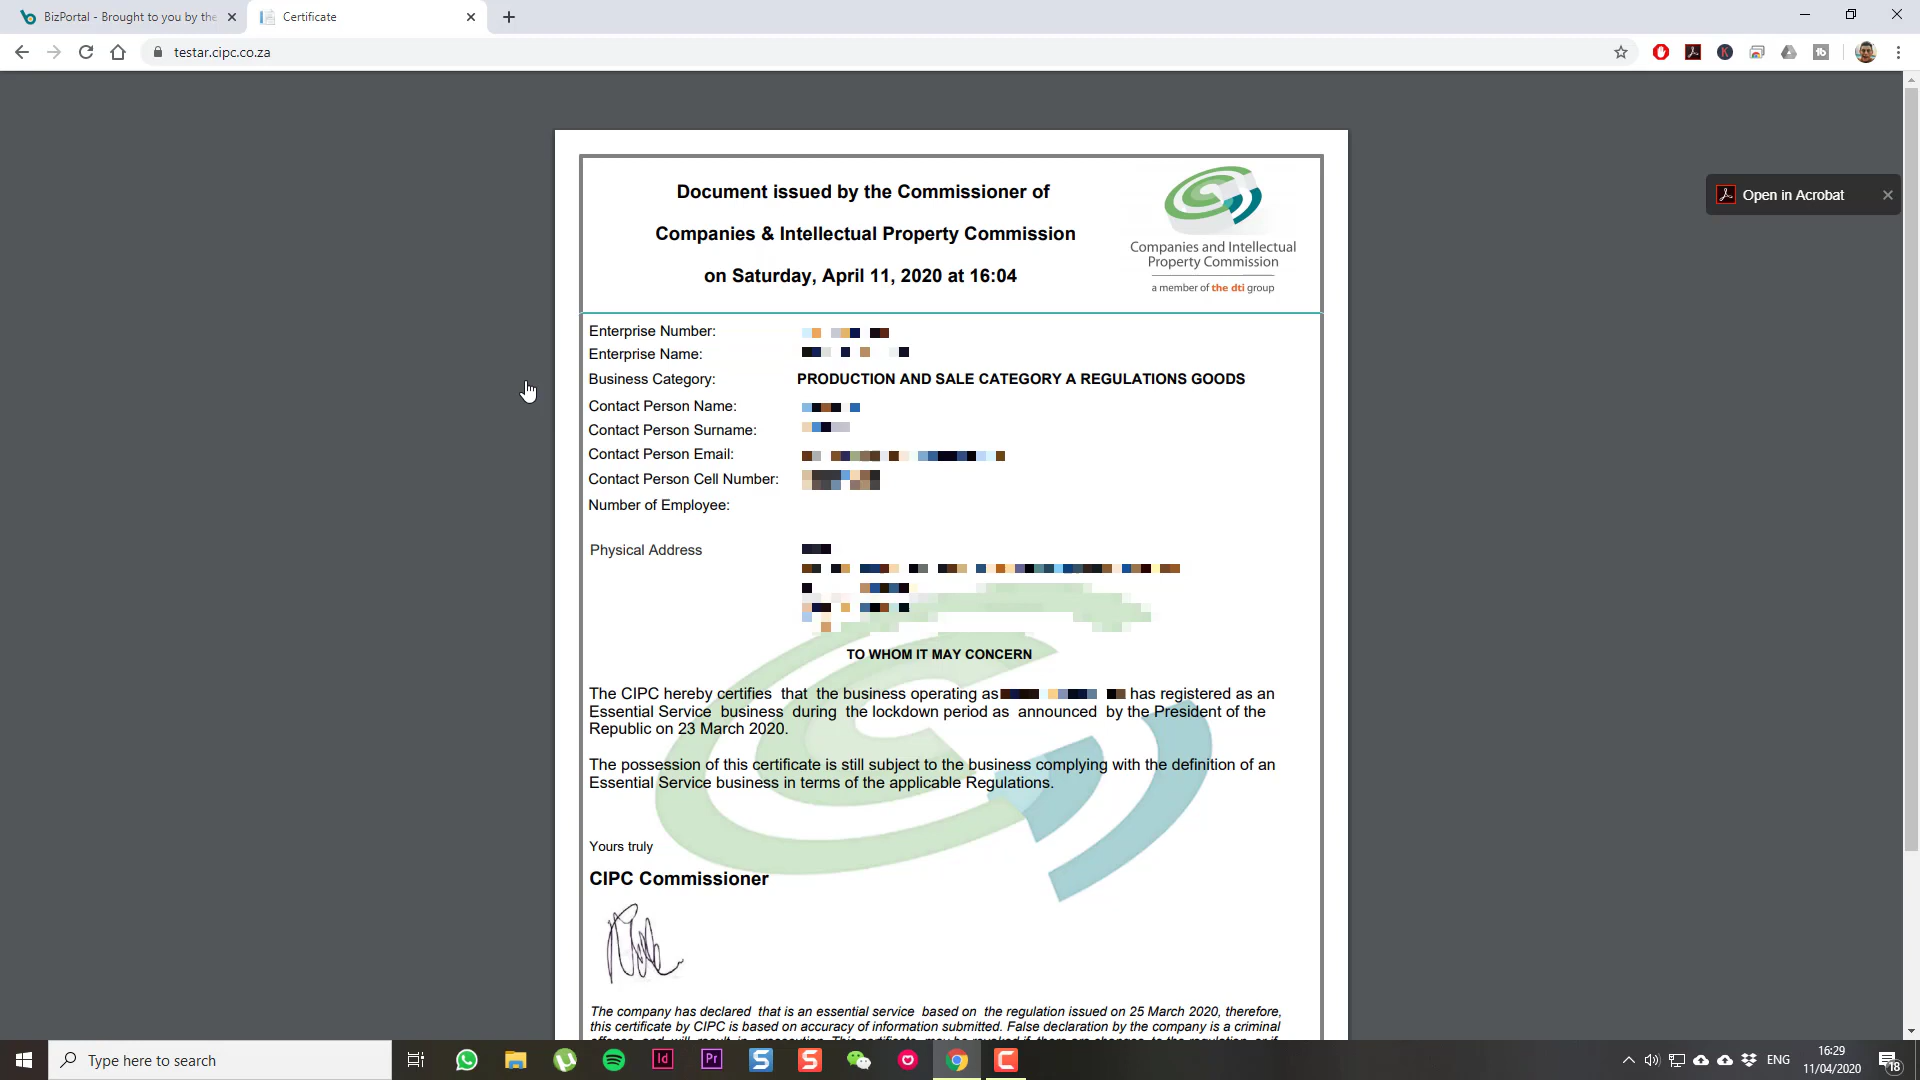 BizPortal - Brought to you by the
Certificate
testar.cipc.co.za
Open in Acrobat
Document issued by the Commissioner of
Companies & Intellectual Property Commission
on Saturday, April 11, 2020 at 16:04
Companies and Intellectual
Property Commission
a member of the dti group
Enterprise Number:
Enterprise Name:
Business Category: PRODUCTION AND SALE CATEGORY A REGULATIONS GOODS
Contact Person Name:
Contact Person Surname:
Contact Person Email:
Contact Person Cell Number:
Number of Employee:
Physical Address
TO WHOM IT MAY CONCERN
The CIPC hereby certifies that the business operating as has registered as an
Essential Service business during the lockdown period as announced by the President of the
Republic on 23 March 2020.
The possession of this certificate is still subject to the business complying with the definition of an
Essential Service business in terms of the applicable Regulations.
Yours truly
CIPC Commissioner
The company has declared that is an essential service based on the regulation issued on 25 March 2020, therefore,
this certificate by CIPC is based on accuracy of information submitted. False declaration by the company is a criminal
Type here to search
ENG
16:29
11/04/2020
18